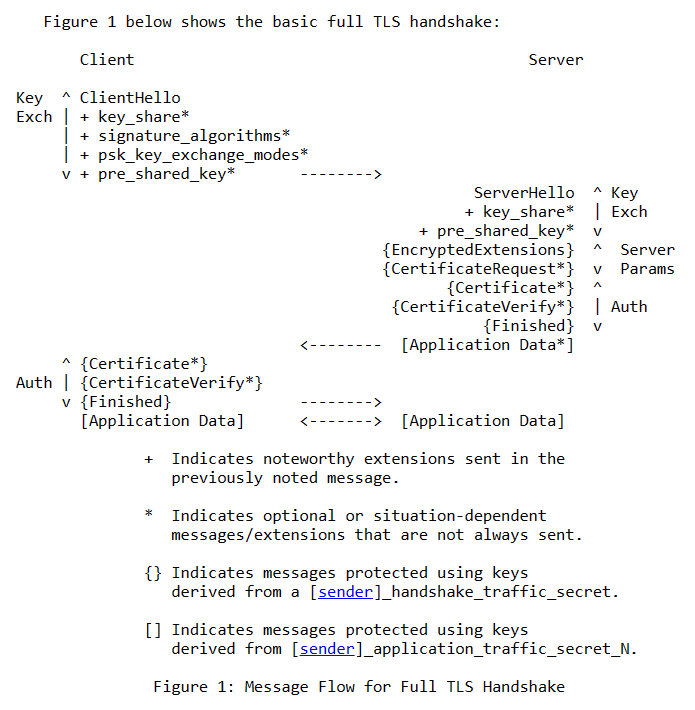 Figure 1 below shows the basic full TLS handshake:
Client                                           Server
Key  ^ ClientHello
Exch | + key_share*
     | + signature_algorithms*
     | + psk_key_exchange_modes*
     v + pre_shared_key*       -------->
                                                  ServerHello  ^ Key
                                                 + key_share*  | Exch
                                            + pre_shared_key*  v
                                        {EncryptedExtensions}  ^  Server
                                        {CertificateRequest*}  v  Params
                                               {Certificate*}  ^
                                         {CertificateVerify*}  | Auth
                                                   {Finished}  v
                               <--------  [Application Data*]
     ^ {Certificate*}
Auth | {CertificateVerify*}
     v {Finished}              -------->
       [Application Data]      <------->  [Application Data]
              +  Indicates noteworthy extensions sent in the
                 previously noted message.
              *  Indicates optional or situation-dependent
                 messages/extensions that are not always sent.
              {} Indicates messages protected using keys
                 derived from a [sender]_handshake_traffic_secret.
              [] Indicates messages protected using keys
                 derived from [sender]_application_traffic_secret_N.
               Figure 1: Message Flow for Full TLS Handshake